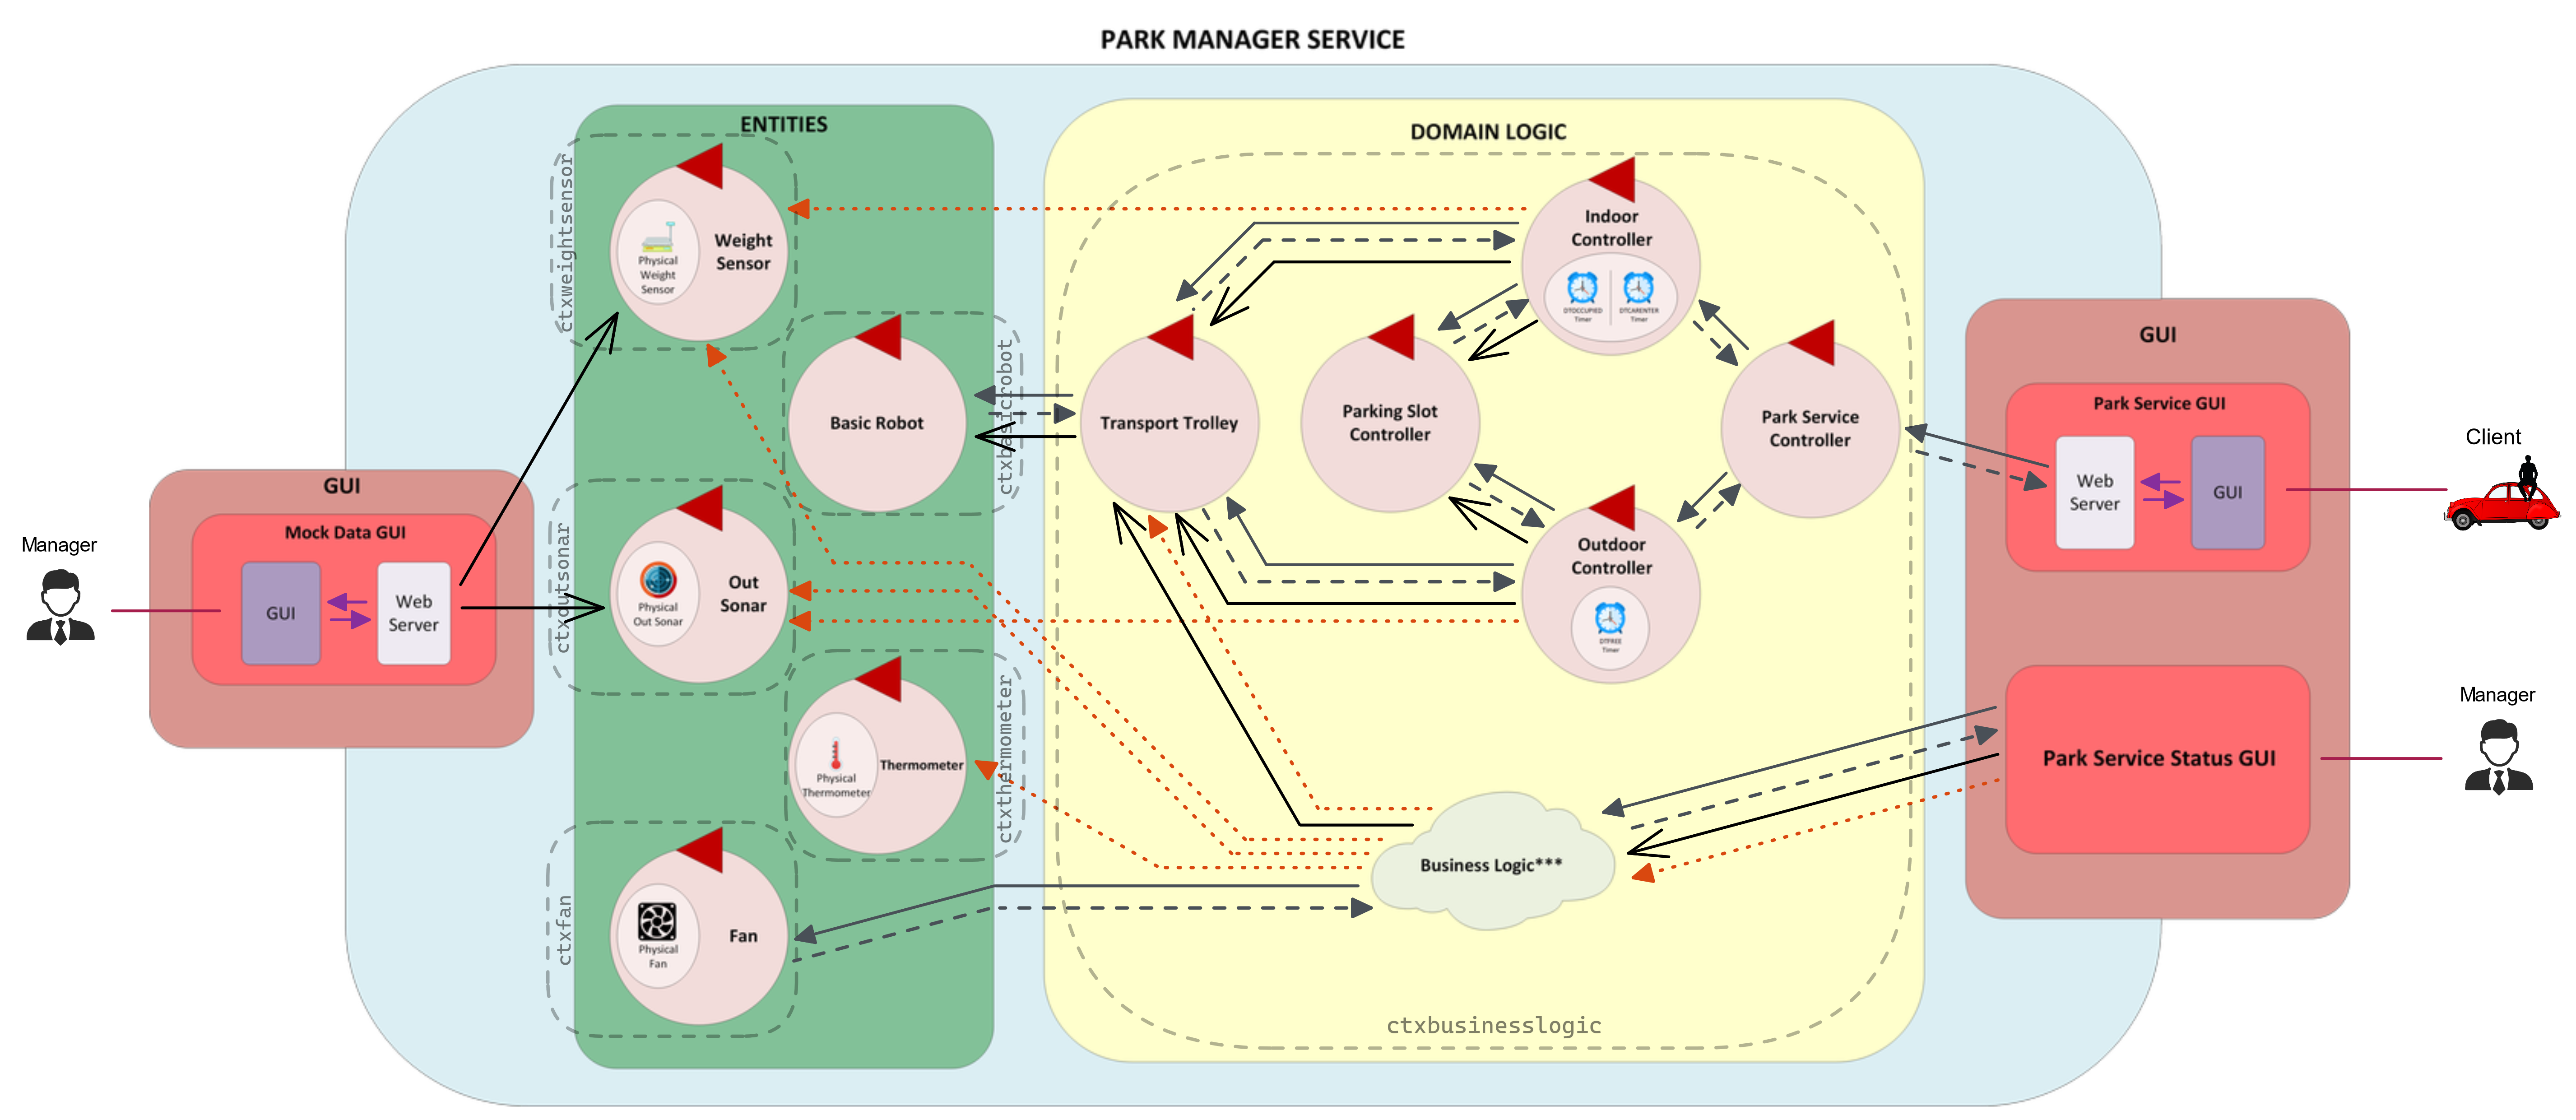 PARK MANAGER SERVICE
ENTITIES
ctxweightsensor
Physical
Weight
Sensor
Weight
Sensor
ctxbasicrobot
Basic Robot
ctxoutsonar
Physical
Out Sonar
Out
Sonar
ctxthermometer
Physical
Thermometer
Thermometer
ctxfan
Physical
Fan
Fan
DOMAIN LOGIC
Indoor
Controller
DTOCCUPIED
Timer
DTCARENTER
Timer
Transport Trolley
Parking Slot
Controller
Park Service
Controller
Outdoor
Controller
DTFREE
Timer
Business Logic***
ctxbusinesslogic
Manager
GUI
Mock Data GUI
GUI
Web
Server
GUI
Park Service GUI
Web
Server
GUI
Client
Park Service Status GUI
Manager